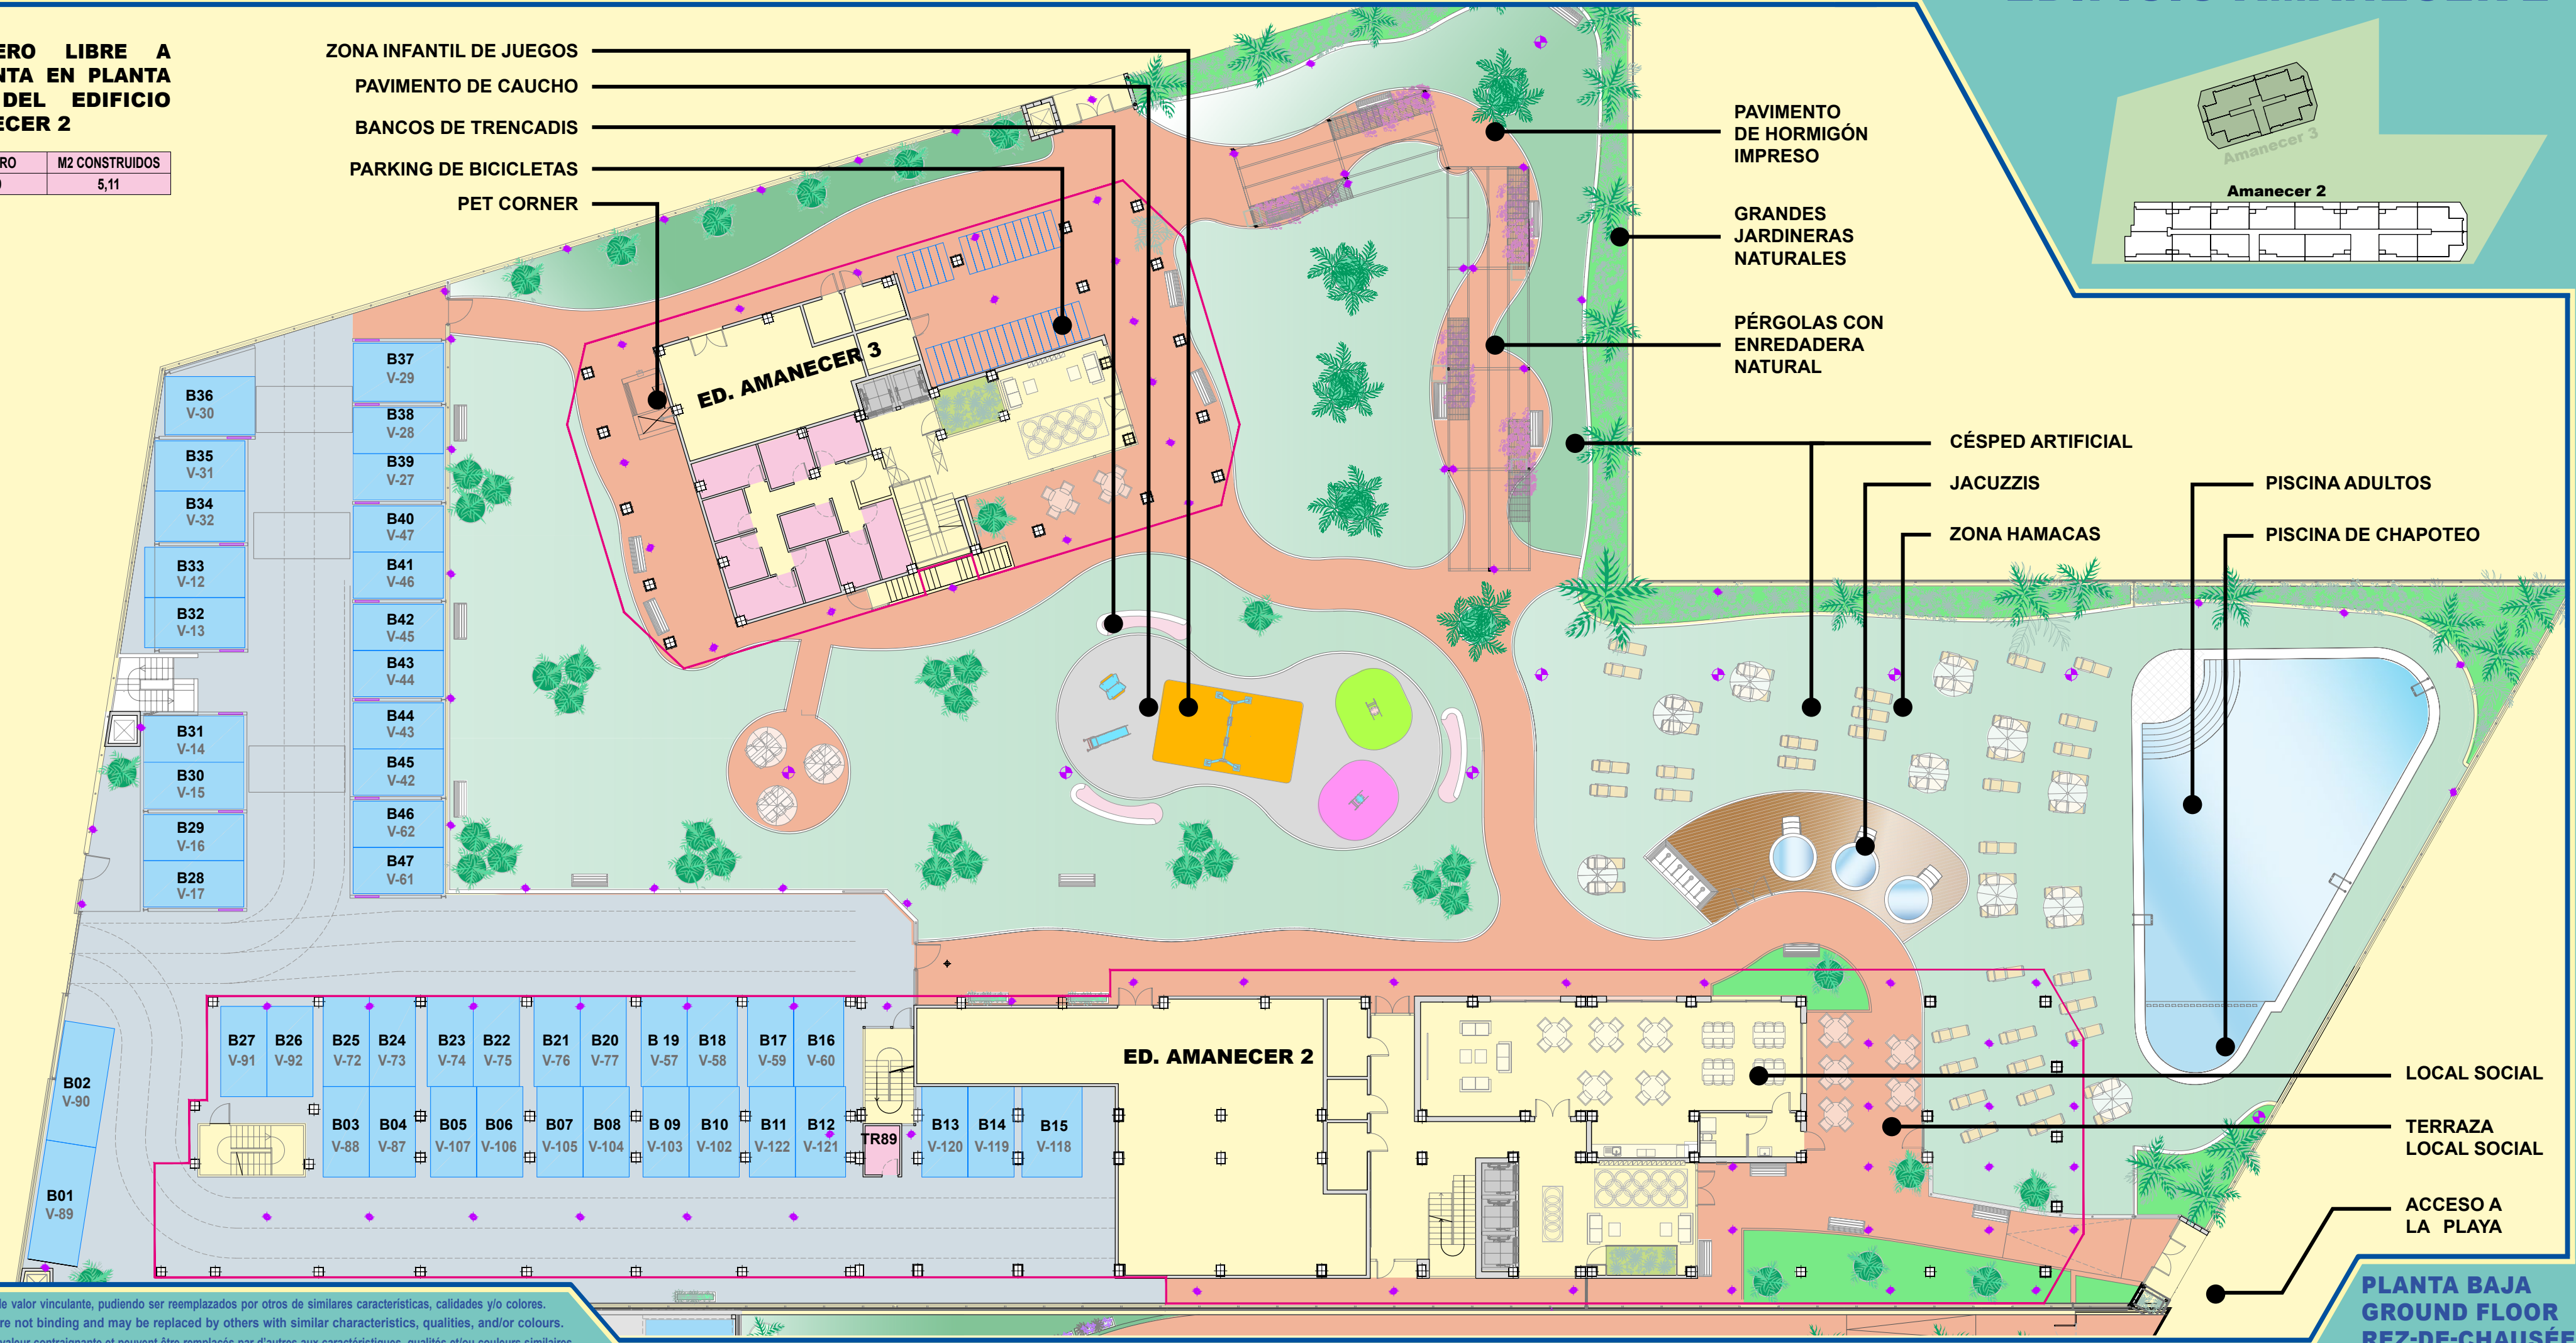 LIBRE A
EN PLANTA
DEL EDIFICIO
2
M2 CONSTRUIDOS
5,11
ZONA INFANTIL DE JUEGOS
PAVIMENTO DE CAUCHO
BANCOS DE TRENCADIS
PARKING DE BICICLETAS
PET CORNER
PAVIMENTO
DE HORMIGÓN
IMPRESO
GRANDES
JARDINERAS
NATURALES
PÉRGOLAS CON
ENREDADERA
NATURAL
Amanecer 3
Amanecer 2
CÉSPED ARTIFICIAL
JACUZZIS
ZONA HAMACAS
PISCINA ADULTOS
PISCINA DE CHAPOTEO
ED. AMANECER 3
B37
V-29
B36
V-30
B38
V-28
B35
V-31
B39
V-27
B34
V-32
B40
V-47
B33
V-12
B41
V-46
B32
V-13
B42
V-45
B43
V-44
B31
V-14
B44
V-43
B30
V-15
B45
V-42
B29
V-16
B46
V-62
B28
V-17
B47
V-61
B27
V-91
B26
V-92
B25
V-72
B24
V-73
B23
V-74
B22
V-75
B21
V-76
B20
V-77
B 19
V-57
B18
V-58
B17
V-59
B16
V-60
B02
V-90
B01
V-89
B03
V-88
B04
V-87
B05
V-107
B06
V-106
B07
V-105
B08
V-104
B 09
V-103
B10
V-102
B11
V-122
B12
V-121
TR89
B13
V-120
B14
V-119
B15
V-118
ED. AMANECER 2
LOCAL SOCIAL
TERRAZA
LOCAL SOCIAL
ACCESO A
LA PLAYA
valor vinculante, pudiendo ser reemplazados por otros de similares características, calidades y/o colores.
not binding and may be replaced by others with similar characteristics, qualities, and/or colours.
PLANTA BAJA
GROUND FLOOR